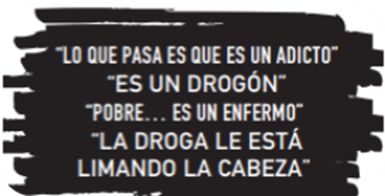 “LO QUE PASA ES QUE ES UN ADICTO”
“ES UN DROGÓN”
“POBRE... ES UN ENFERMO”
“LA DROGA LE ESTÁ
LIMANDO LA CABEZA”